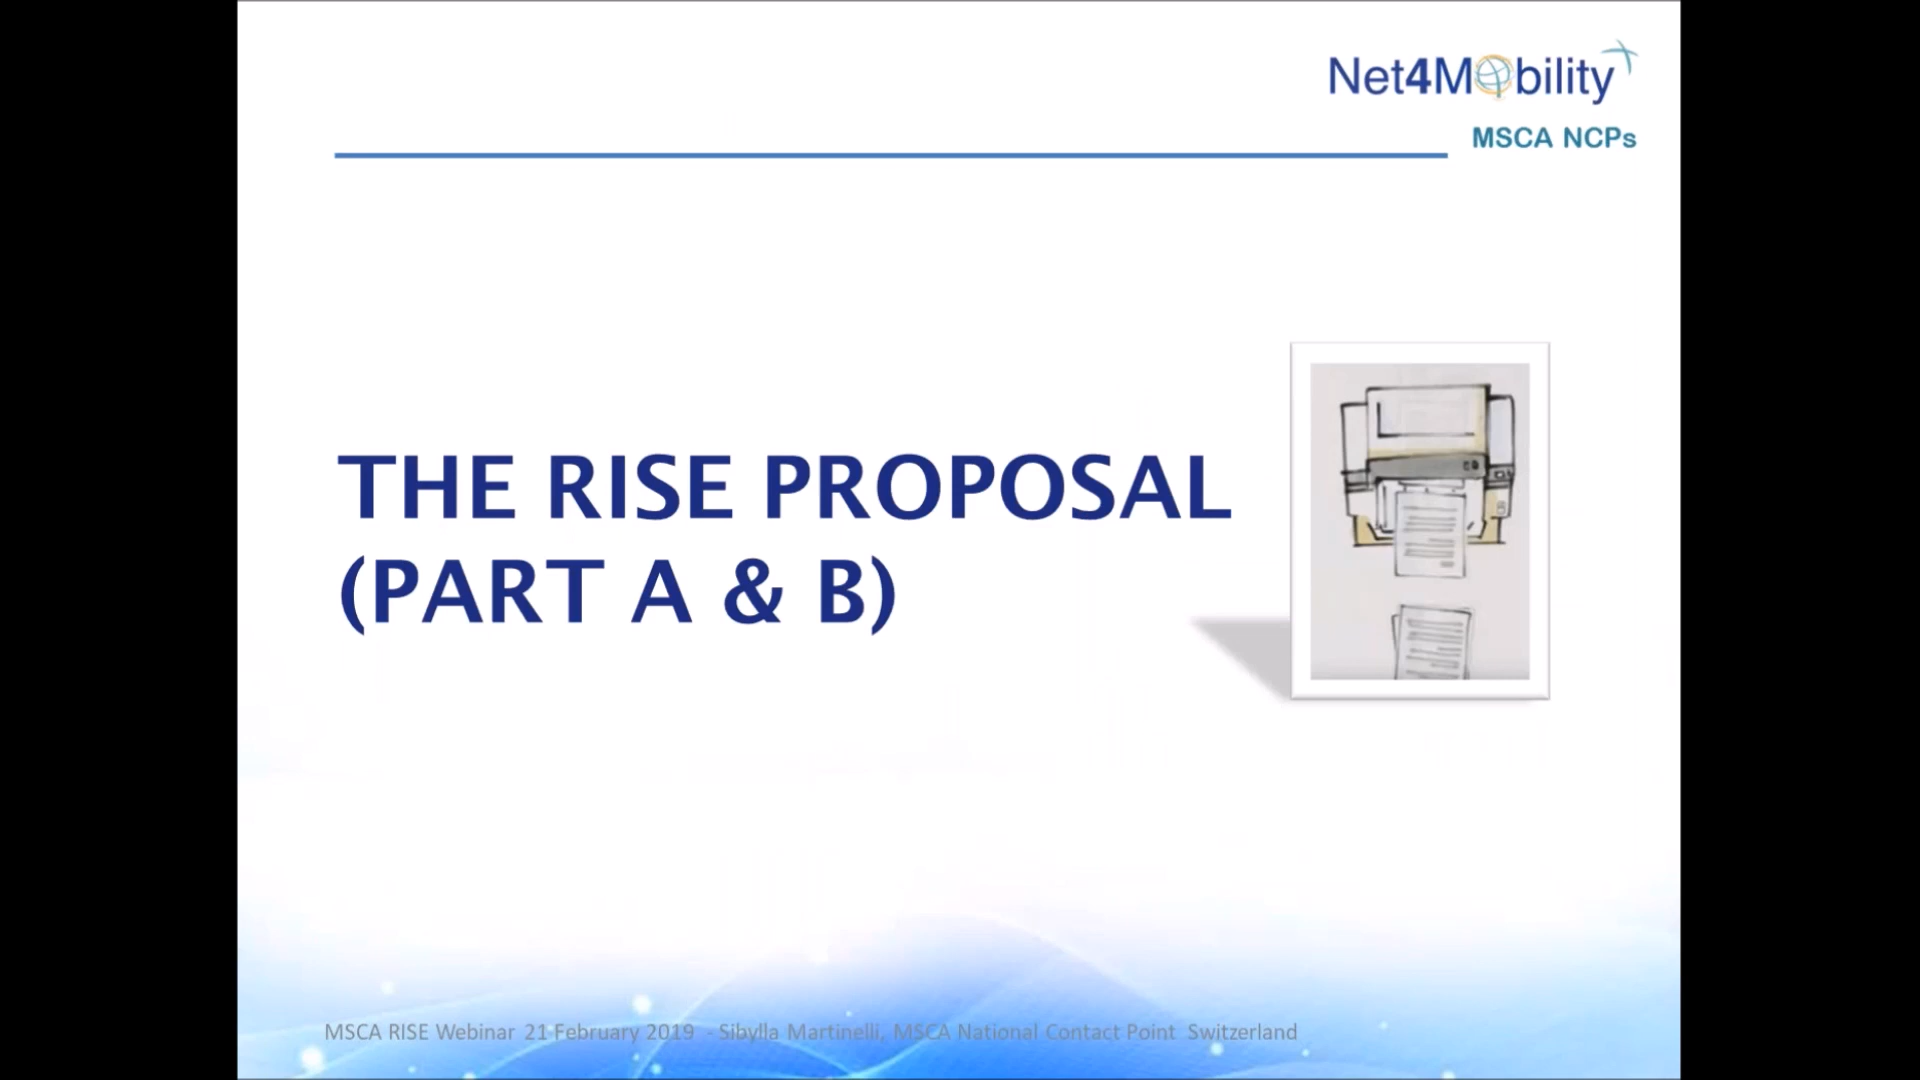 Net4Mobility
MSCA NCPs
THE RISE PROPOSAL
(PART A & B)
MSCA RISE Webinar 21 February 2019 - Sibylla Martinelli, MSCA National Contact Point Switzerland